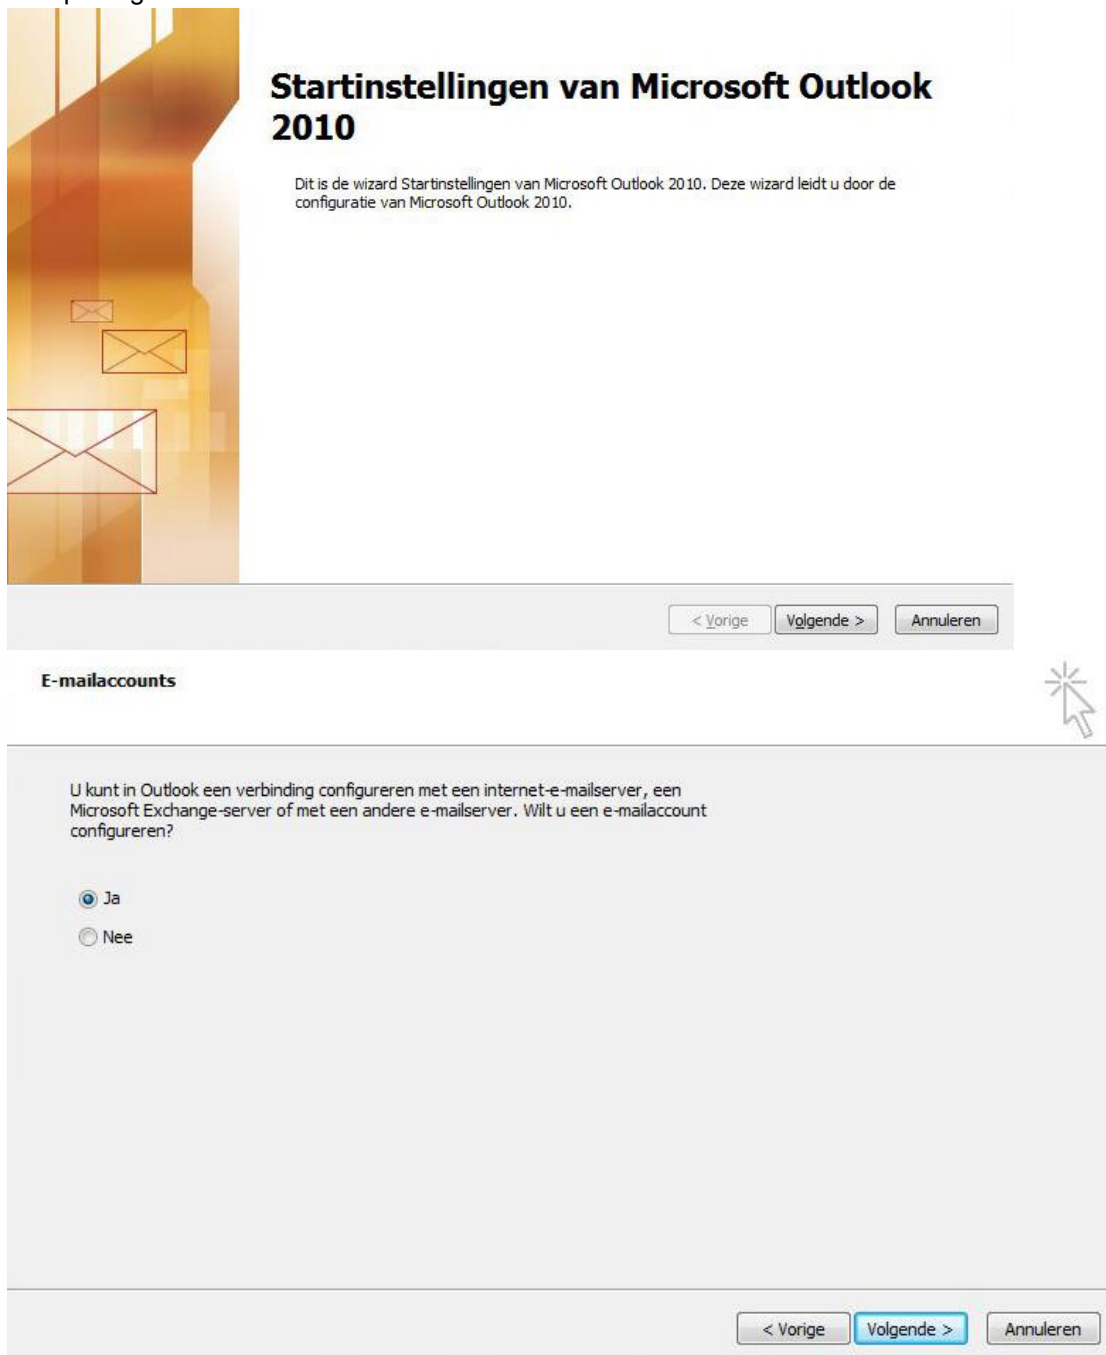 Startinstellingen van Microsoft Outlook
2010
Dit is de wizard Startinstellingen van Microsoft Outlook 2010. Deze wizard leidt u door de
configuratie van Microsoft Outlook 2010.
< Vorige
Volgende >
Annuleren
E-mailaccounts
U kunt in Outlook een verbinding configureren met een internet-e-mailserver, een
Microsoft Exchange-server of met een andere e-mailserver. Wilt u een e-mailaccount
configureren?
Ja
Nee
< Vorige
Volgende >
Annuleren